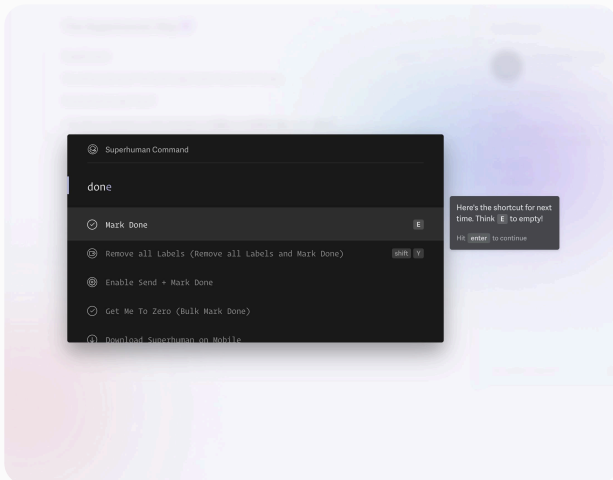 Superhuman Command
done
Mark Done E
Remove all Labels (Remove all Labels and Mark Done) shift Y
Enable Send + Mark Done
Get Me To Zero (Bulk Mark Done)
Download Superhuman on Mobile
Here's the shortcut for next
time. Think E to empty!
Hit enter to continue